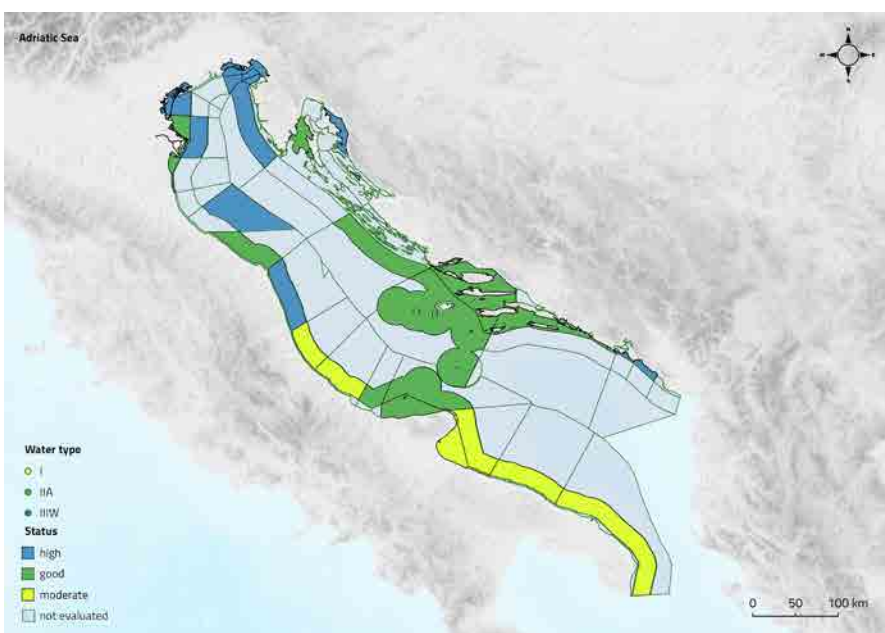 Adriatic Sea
N
W
E
S
Water type
I
IIA
IIIW
Status
high
good
moderate
not evaluated
0 50 100 km